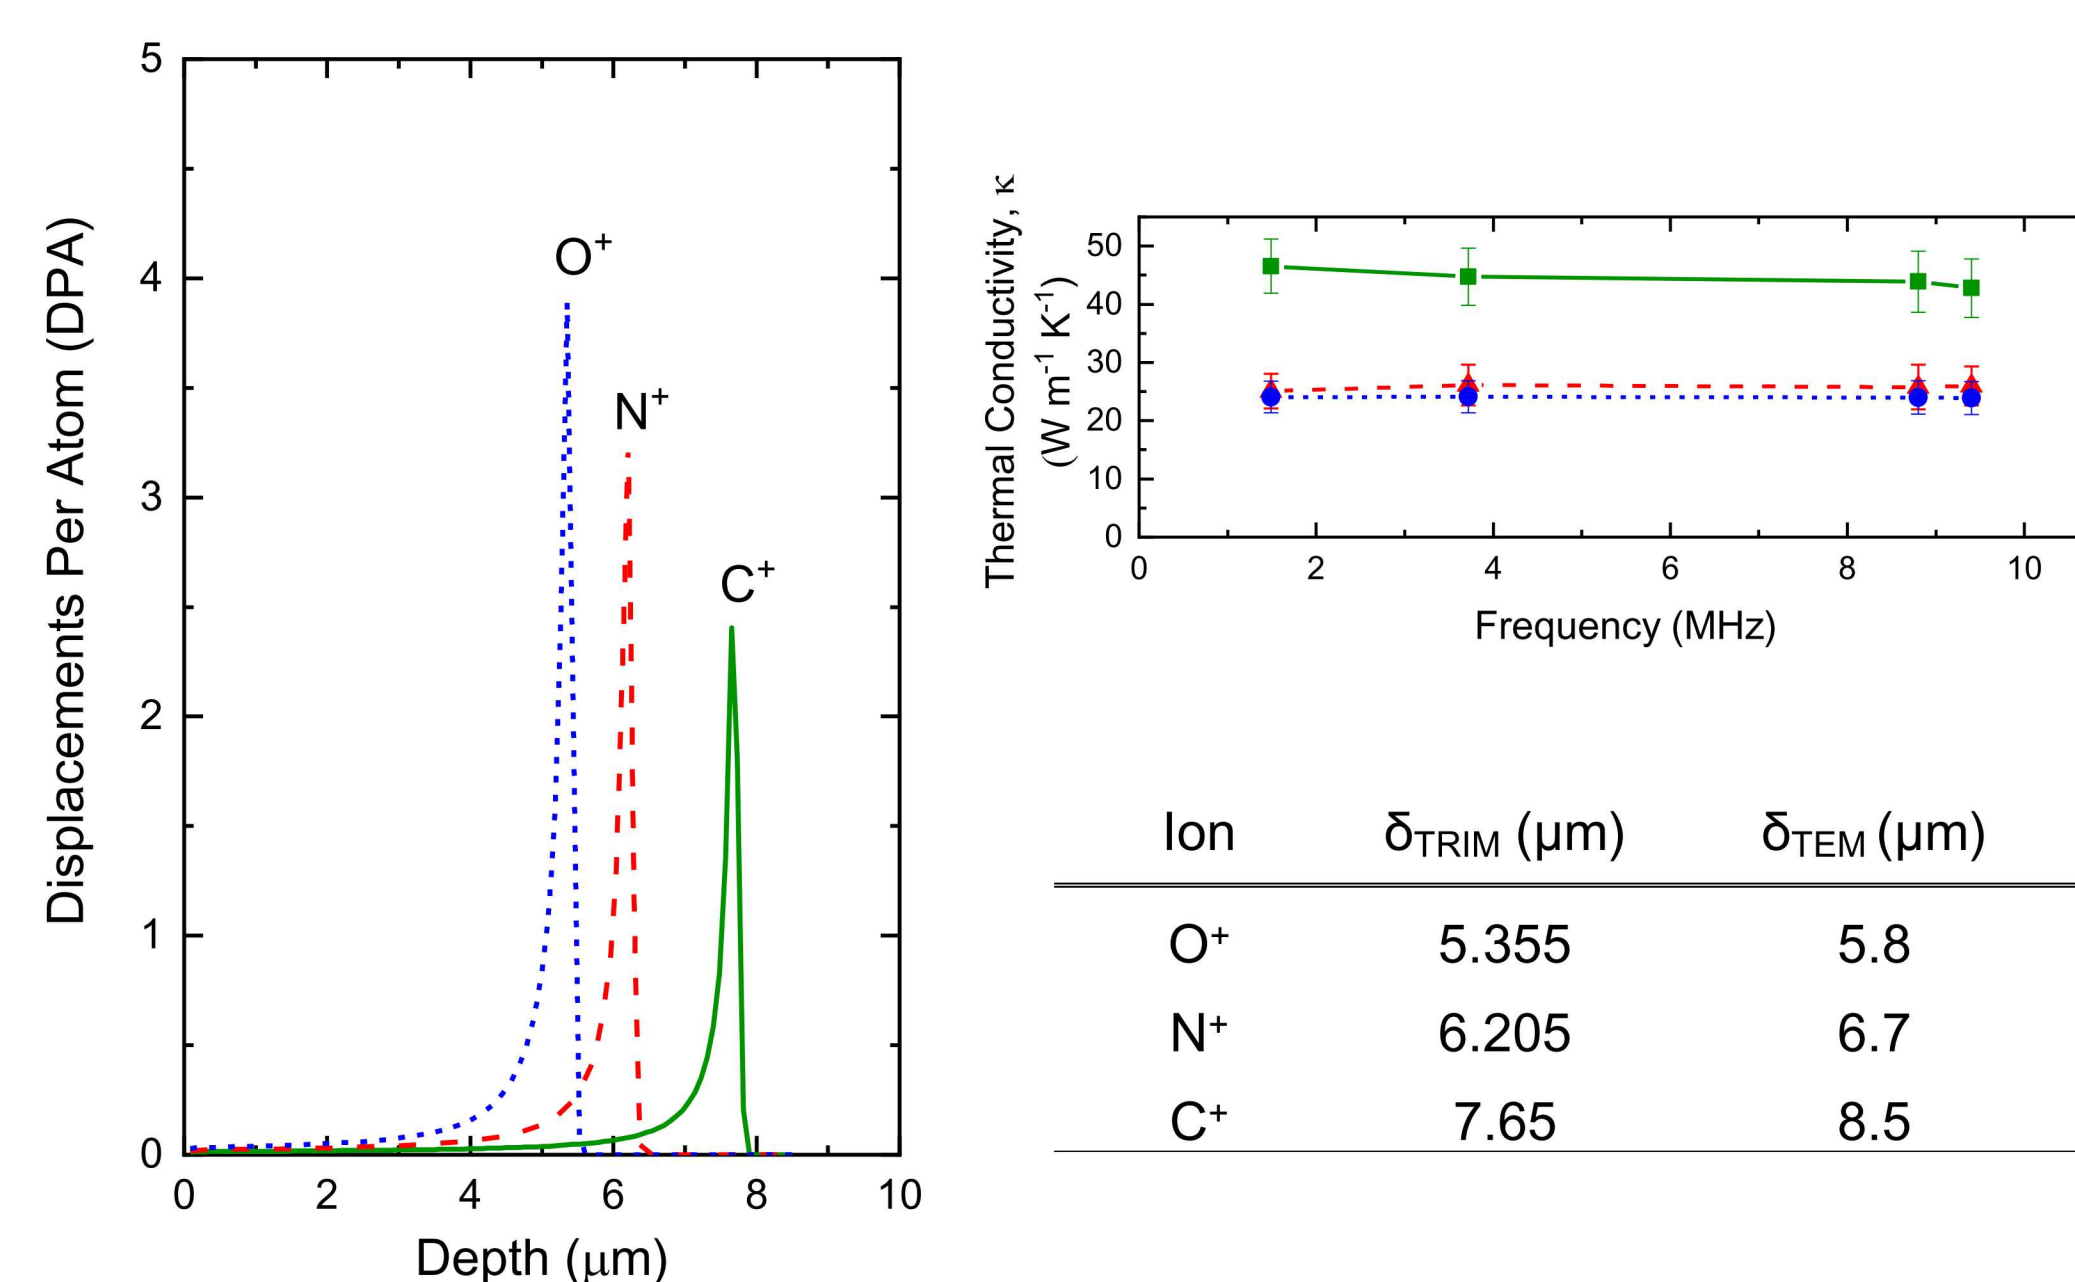 5
4
3
2
1
0
Displacements Per Atom (DPA)
O⁺
N⁺
C⁺
0 2 4 6 8 10
Depth (μm)
Thermal Conductivity, κ
(W m⁻¹ K⁻¹)
50
40
30
20
10
0
0 2 4 6 8 10
Frequency (MHz)
Ion δTRIM (μm) δTEM (μm)
O⁺ 5.355 5.8
N⁺ 6.205 6.7
C⁺ 7.65 8.5